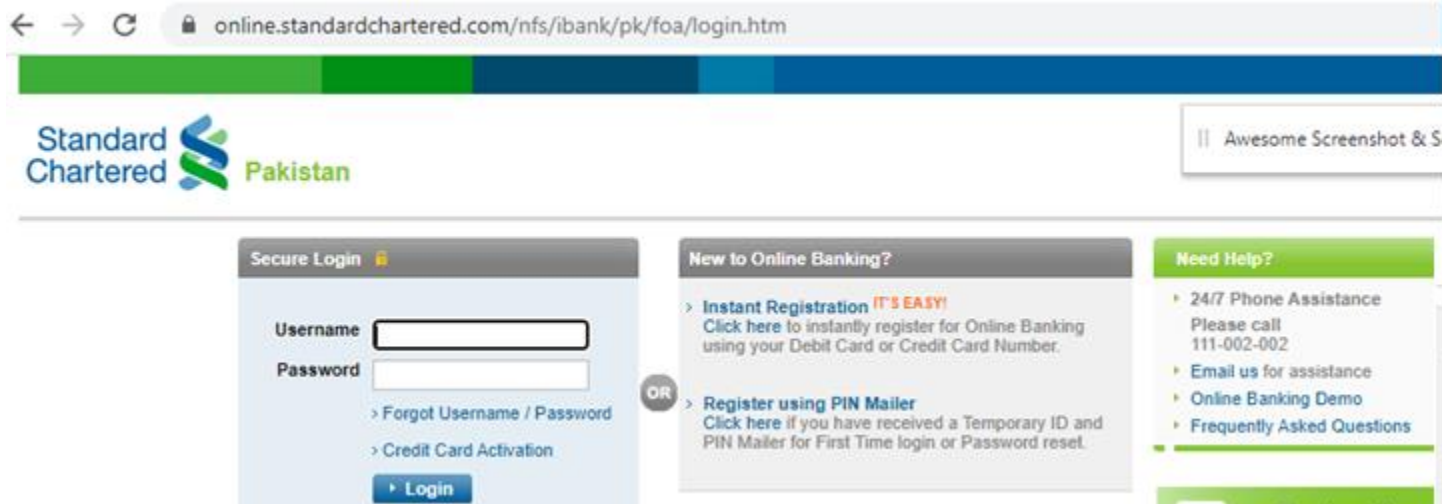 online.standardchartered.com/nfs/ibank/pk/foa/login.htm
Standard
Chartered
Pakistan
Awesome Screenshot & S
Secure Login
Username
Password
> Forgot Username / Password
> Credit Card Activation
Login
OR
New to Online Banking?
> Instant Registration IT'S EASY!
Click here to instantly register for Online Banking
using your Debit Card or Credit Card Number.
> Register using PIN Mailer
Click here if you have received a Temporary ID and
PIN Mailer for First Time login or Password reset.
Need Help?
24/7 Phone Assistance
Please call
111-002-002
Email us for assistance
Online Banking Demo
Frequently Asked Questions